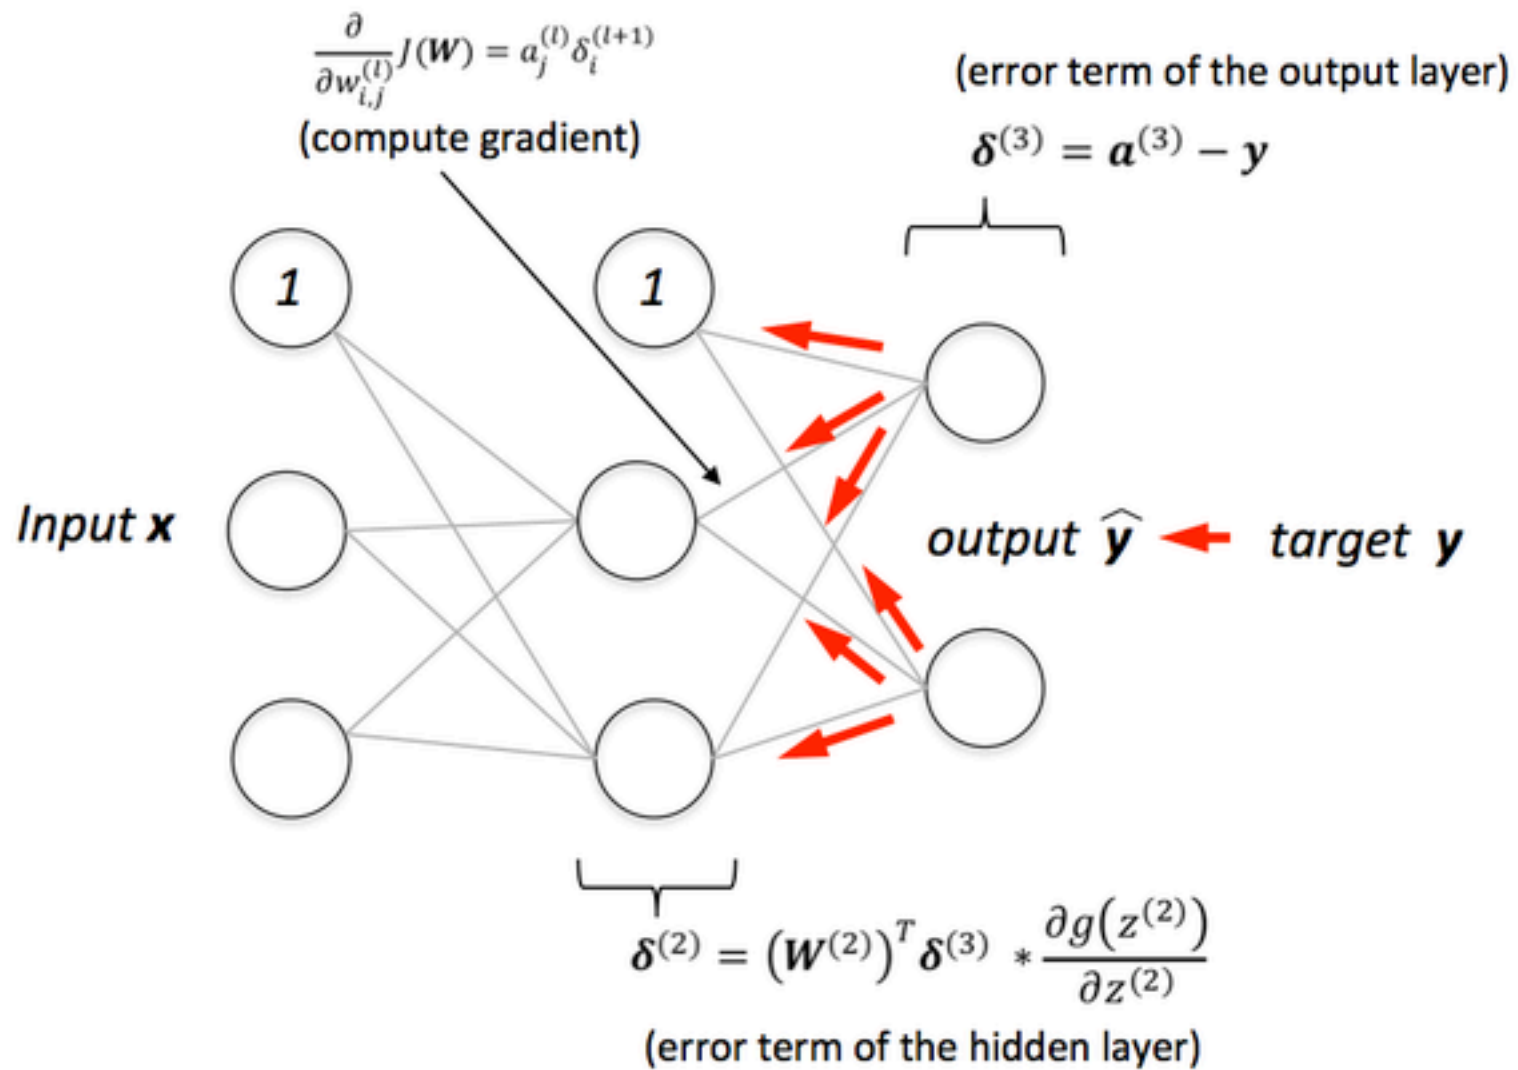 ∂/∂w_{i,j}^{(l)} J(W) = a_j^{(l)} δ_i^{(l+1)}
(compute gradient)
(error term of the output layer)
δ^{(3)} = a^{(3)} − y
1
1
Input x
output ŷ
target y
δ^{(2)} = (W^{(2)})^T δ^{(3)} * ∂g(z^{(2)})/∂z^{(2)}
(error term of the hidden layer)